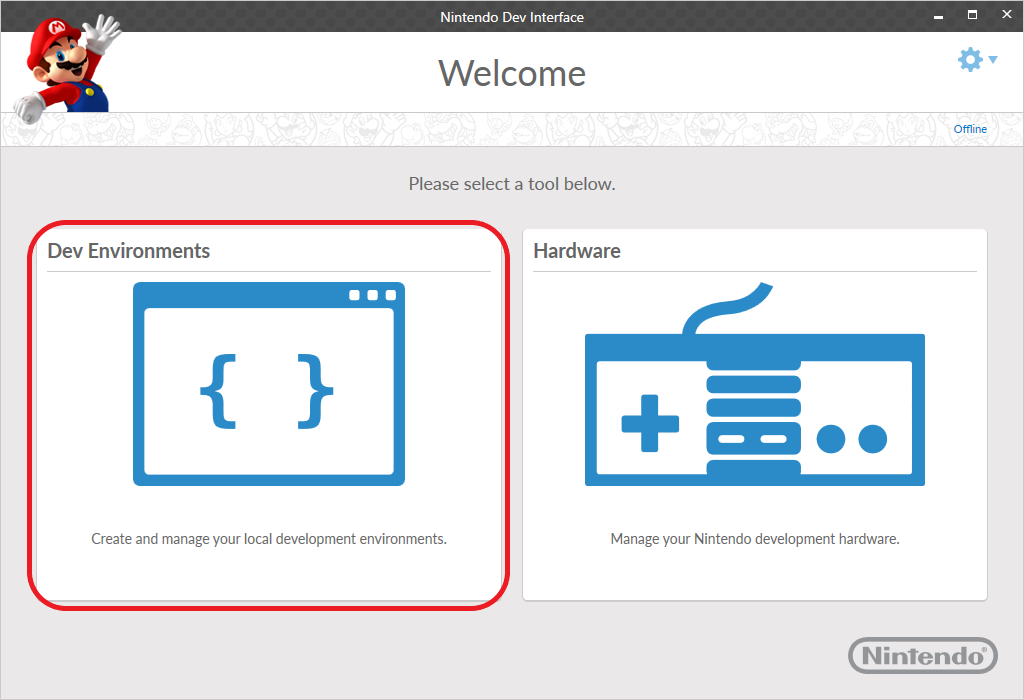 Nintendo Dev Interface
Welcome
Offline
Please select a tool below.
Dev Environments
Hardware
{ }
Create and manage your local development environments.
Manage your Nintendo development hardware.
Nintendo®